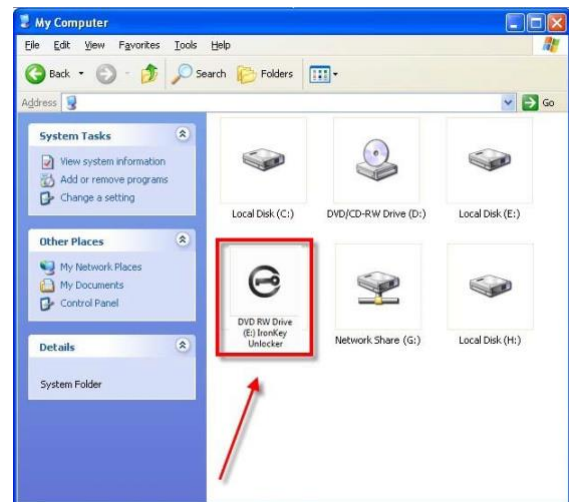 My Computer
File Edit View Favorites Tools Help
Back Search Folders
Address Go
System Tasks
View system information
Add or remove programs
Change a setting
Other Places
My Network Places
My Documents
Control Panel
Details
System Folder
Local Disk (C:) DVD/CD-RW Drive (D:) Local Disk (E:)
DVD RW Drive
(E:) IronKey
Unlocker
Network Share (G:) Local Disk (H:)